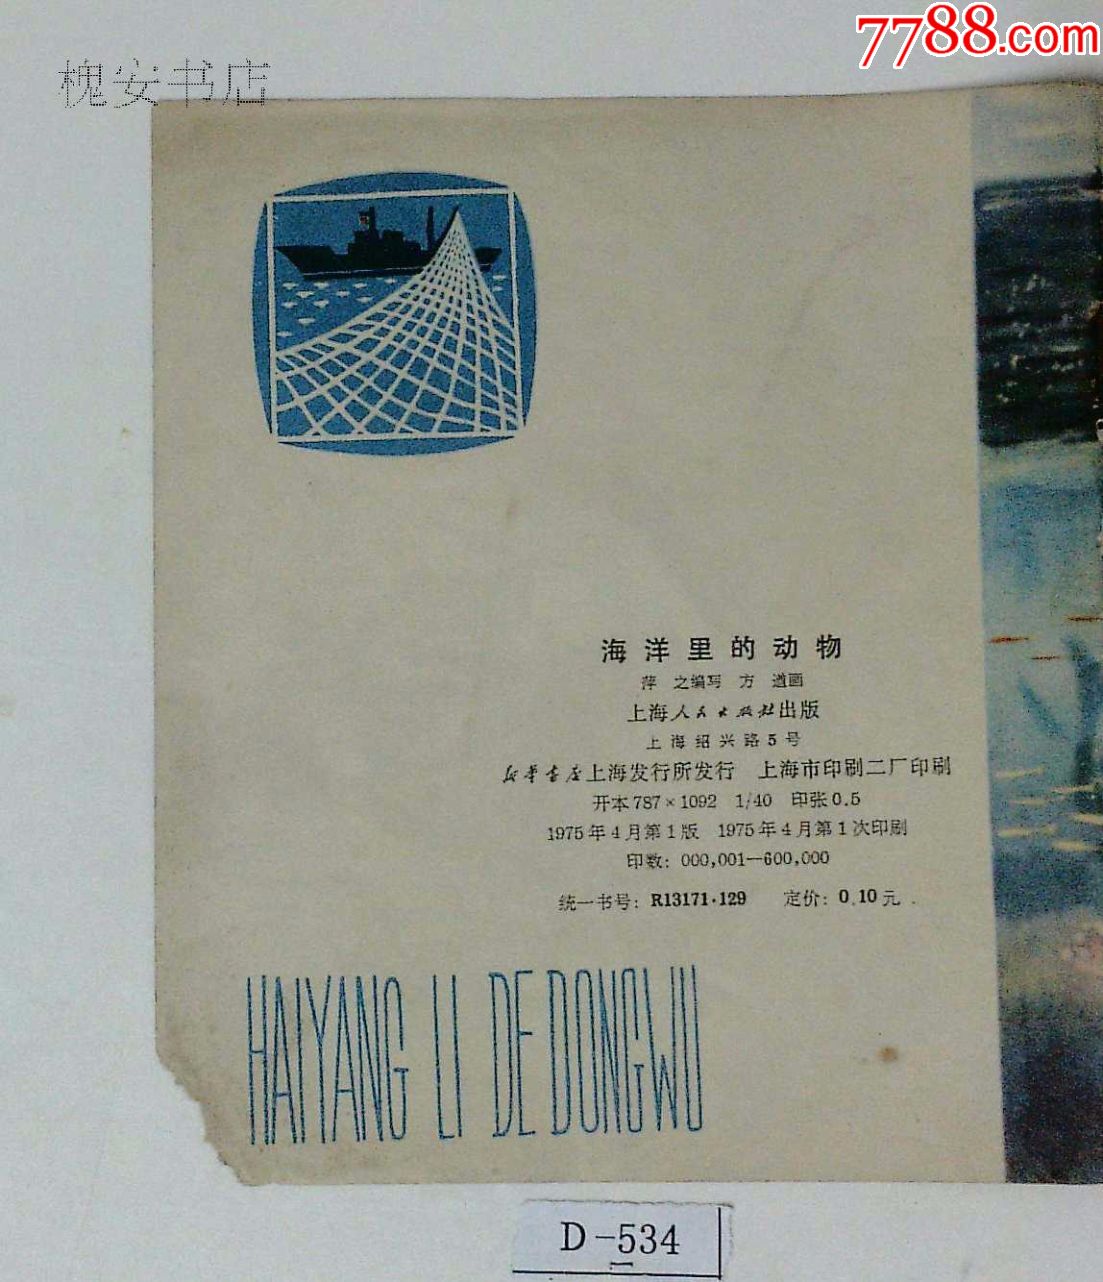 7788.com
槐安书店
海洋里的动物
萍 之编写 方 遒画
上海人民出版社出版
上海绍兴路5号
新华书店上海发行所发行 上海市印刷二厂印刷
开本787×1092 1/40 印张0.5
1975年4月第1版 1975年4月第1次印刷
印数：000,001—600,000
统一书号：R13171·129 定价：0.10元
HAIYANG LI DE DONGWU
D-534